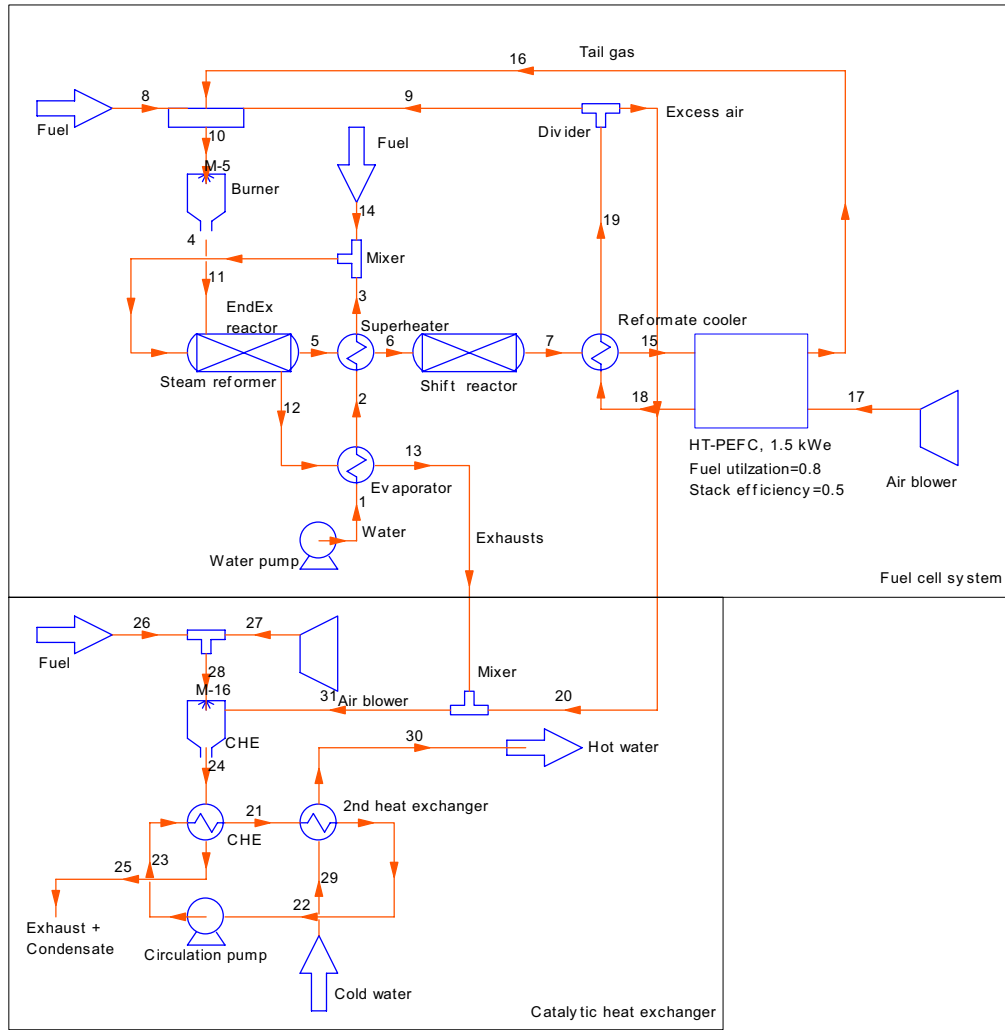 16
Tail gas
8
9
Fuel
Excess air
Divider
10
Fuel
M-5
Burner
14
19
4
Mixer
11
3
EndEx
reactor
Superheater
Reformate cooler
5
6
7
15
Steam reformer
Shift reactor
12
2
18
17
HT-PEFC, 1.5 kWe
Fuel utilzation=0.8
Stack efficiency=0.5
Air blower
13
Evaporator
1
Water
Water pump
Exhausts
Fuel cell system
26
27
Fuel
28
Mixer
M-16
31
Air blower
20
CHE
30
Hot water
24
21
2nd heat exchanger
CHE
25
23
29
22
Exhaust +
Condensate
Circulation pump
Cold water
Catalytic heat exchanger